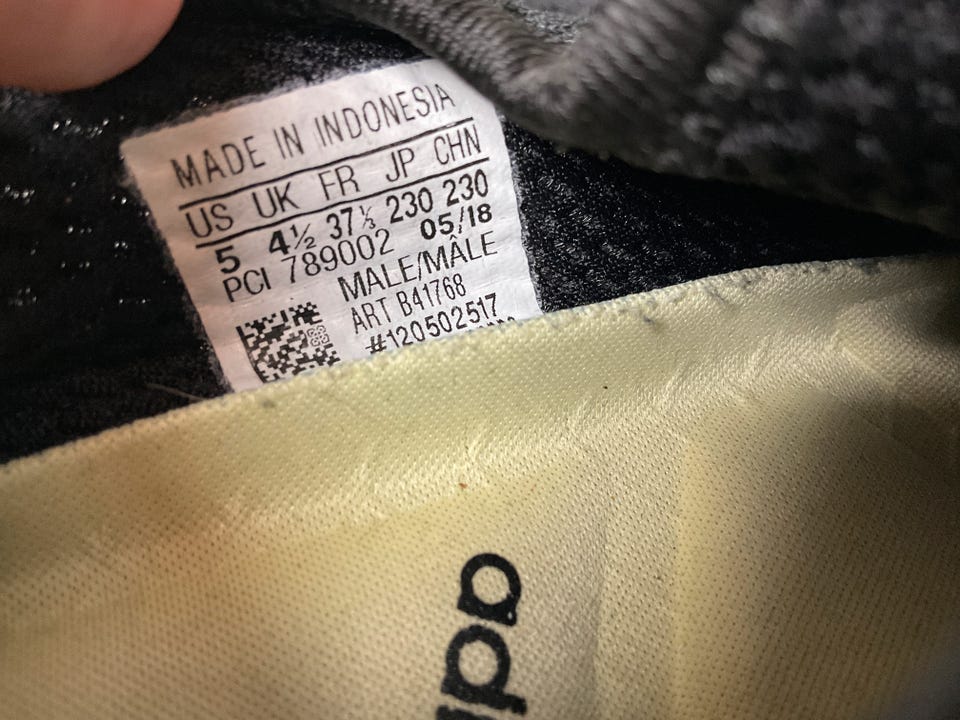 MADE IN INDONESIA
US UK FR JP CHN
5 4½ 37⅓ 230 230
PCI 789002 05/18
MALE/MÂLE
ART B41768
#120502517
adi